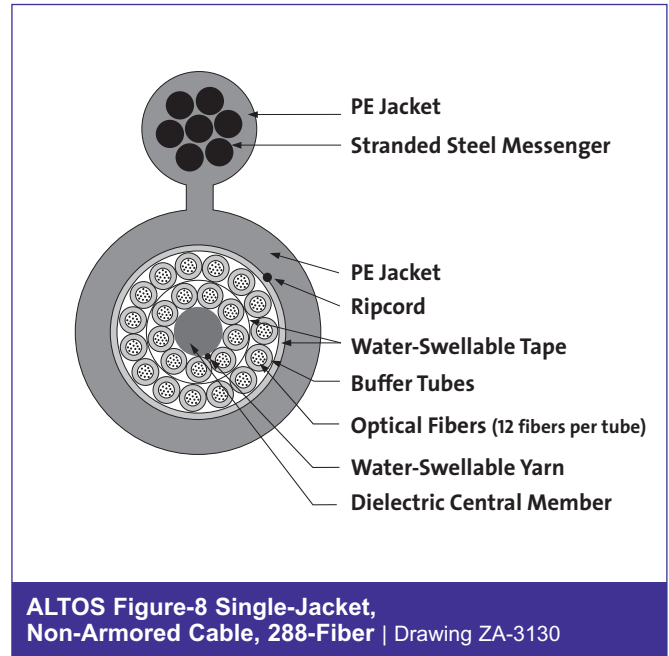 PE Jacket
Stranded Steel Messenger
PE Jacket
Ripcord
Water-Swellable Tape
Buffer Tubes
Optical Fibers (12 fibers per tube)
Water-Swellable Yarn
Dielectric Central Member
ALTOS Figure-8 Single-Jacket,
Non-Armored Cable, 288-Fiber | Drawing ZA-3130